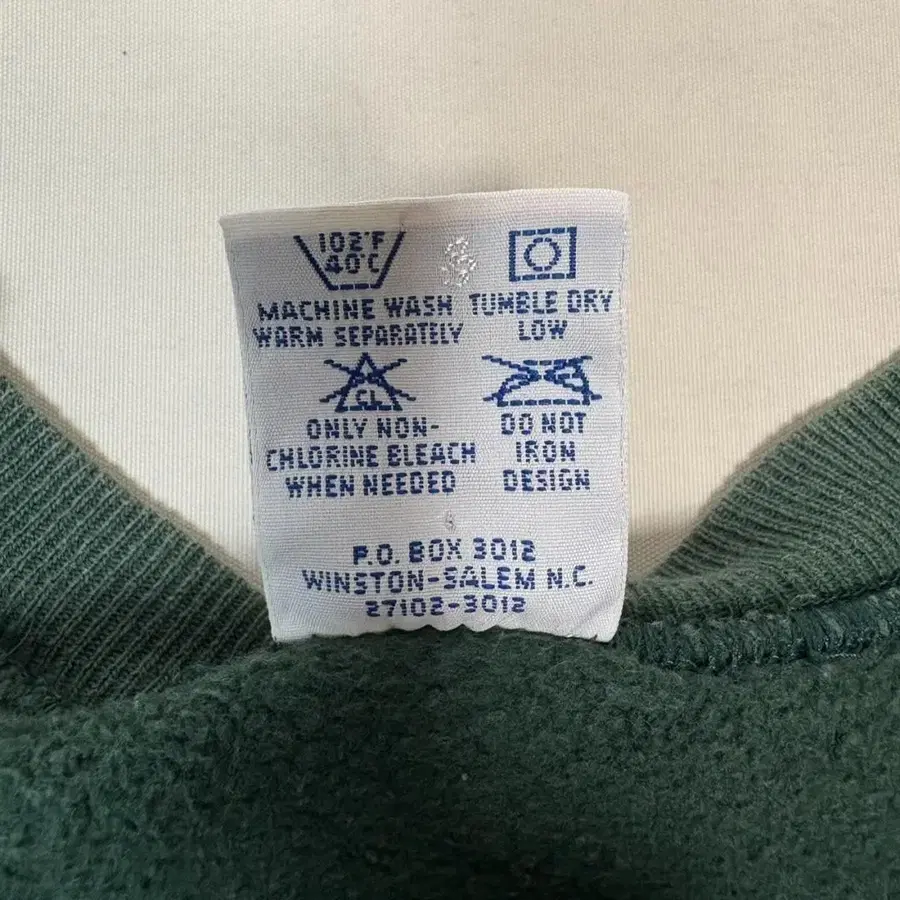 102°F
40°C
MACHINE WASH
WARM SEPARATELY
TUMBLE DRY
LOW
CL
ONLY NON-
CHLORINE BLEACH
WHEN NEEDED
DO NOT
IRON
DESIGN
P.O. BOX 3012
WINSTON-SALEM N.C.
27102-3012